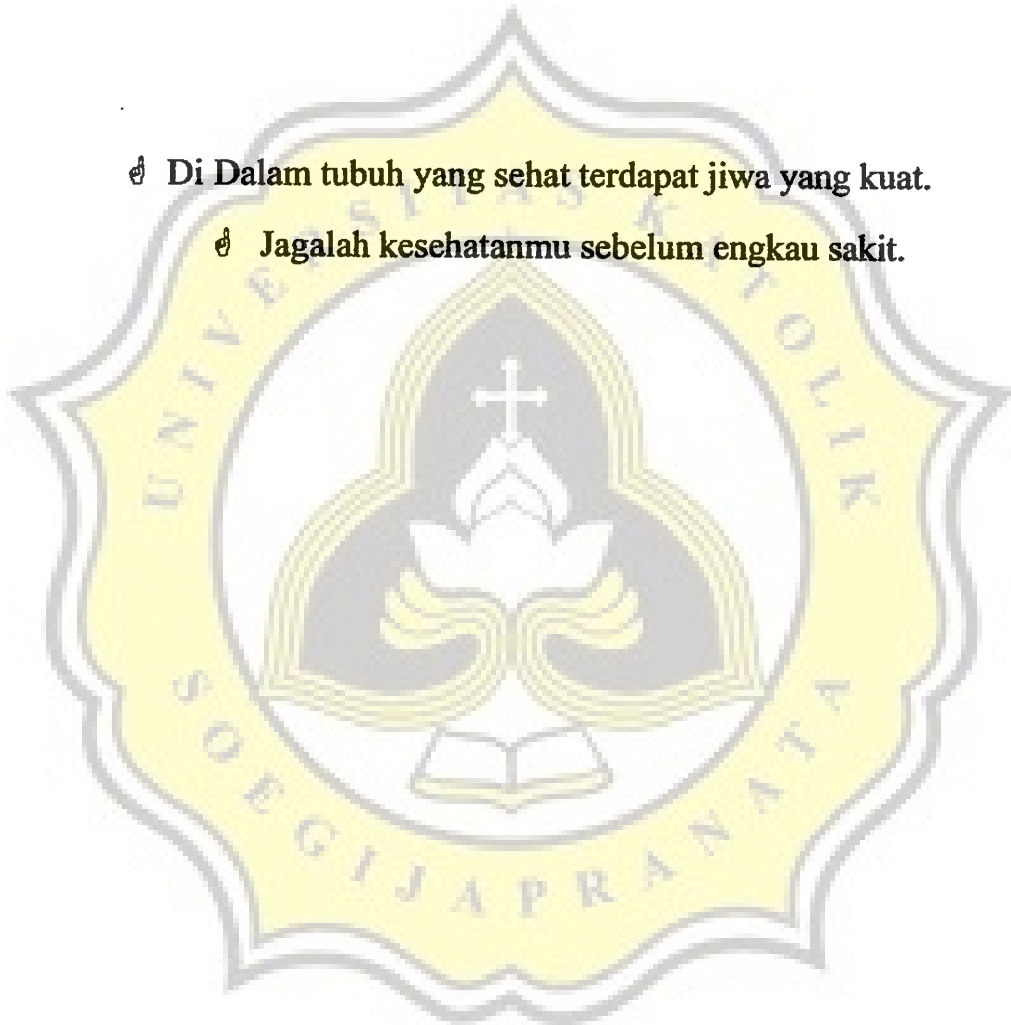 ☝ Di Dalam tubuh yang sehat terdapat jiwa yang kuat.
☝ Jagalah kesehatanmu sebelum engkau sakit.
UNIVERSITAS KATOLIK
SOEGIJAPRANATA